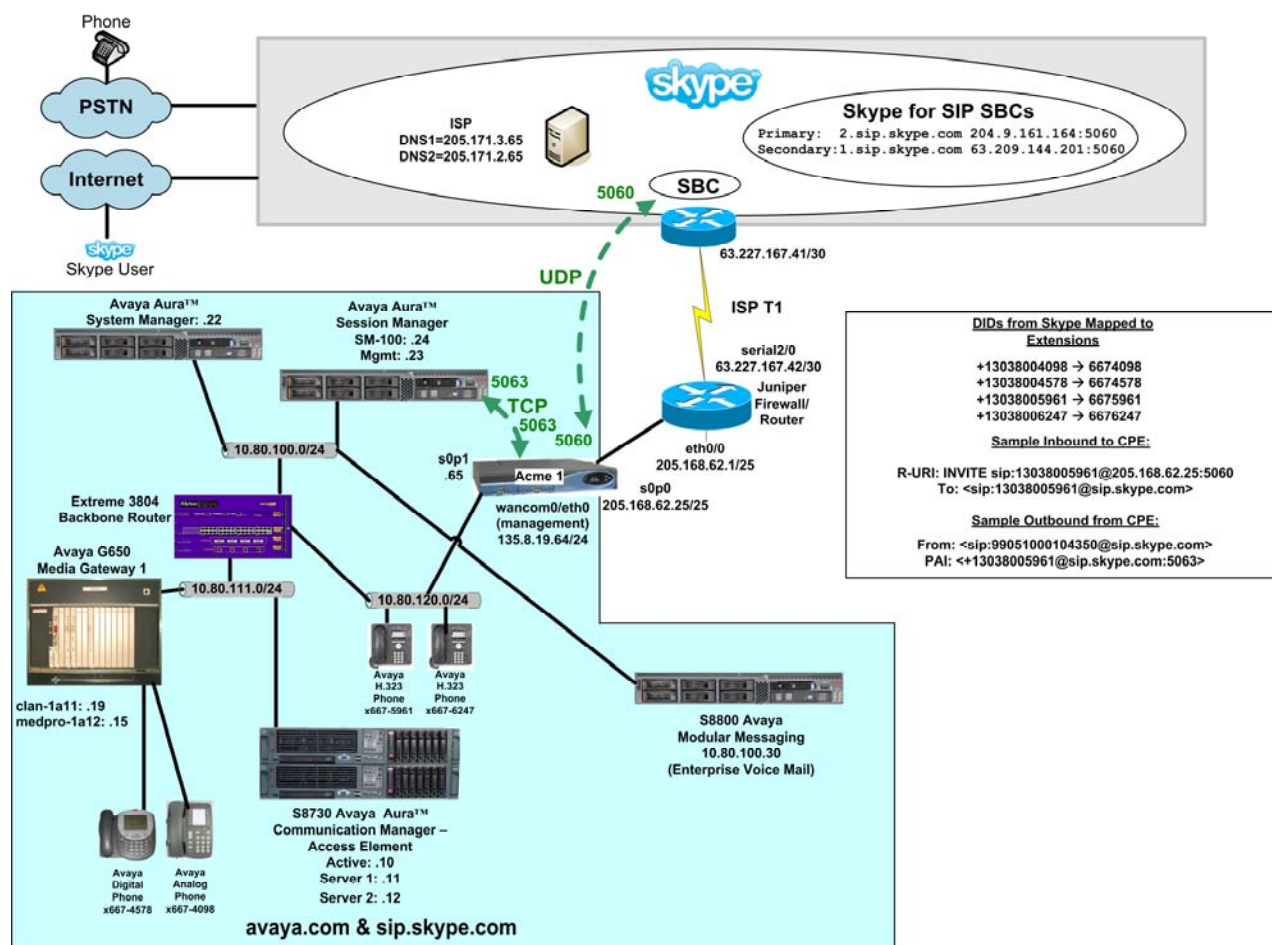 Phone
PSTN
Internet
skype
Skype User
skype™
ISP
DNS1=205.171.3.65
DNS2=205.171.2.65
Skype for SIP SBCs
Primary: 2.sip.skype.com 204.9.161.164:5060
Secondary:1.sip.skype.com 63.209.144.201:5060
SBC
5060
63.227.167.41/30
UDP
ISP T1
serial2/0
63.227.167.42/30
Juniper
Firewall/
Router
eth0/0
205.168.62.1/25
Avaya Aura™
System Manager: .22
Avaya Aura™
Session Manager
SM-100: .24
Mgmt: .23
5063
TCP
5063
5060
10.80.100.0/24
s0p1
.65
Acme 1
s0p0
205.168.62.25/25
wancom0/eth0
(management)
135.8.19.64/24
Extreme 3804
Backbone Router
Avaya G650
Media Gateway 1
10.80.111.0/24
10.80.120.0/24
Avaya
H.323
Phone
x667-5961
Avaya
H.323
Phone
x667-6247
clan-1a11: .19
medpro-1a12: .15
S8800 Avaya
Modular Messaging
10.80.100.30
(Enterprise Voice Mail)
S8730 Avaya Aura™
Communication Manager –
Access Element
Active: .10
Server 1: .11
Server 2: .12
Avaya
Digital
Phone
x667-4578
Avaya
Analog
Phone
x667-4098
avaya.com & sip.skype.com
DIDs from Skype Mapped to
Extensions
+13038004098 → 6674098
+13038004578 → 6674578
+13038005961 → 6675961
+13038006247 → 6676247
Sample Inbound to CPE:
R-URI: INVITE sip:13038005961@205.168.62.25:5060
To: <sip:13038005961@sip.skype.com>
Sample Outbound from CPE:
From: <sip:99051000104350@sip.skype.com>
PAI: <+13038005961@sip.skype.com:5063>